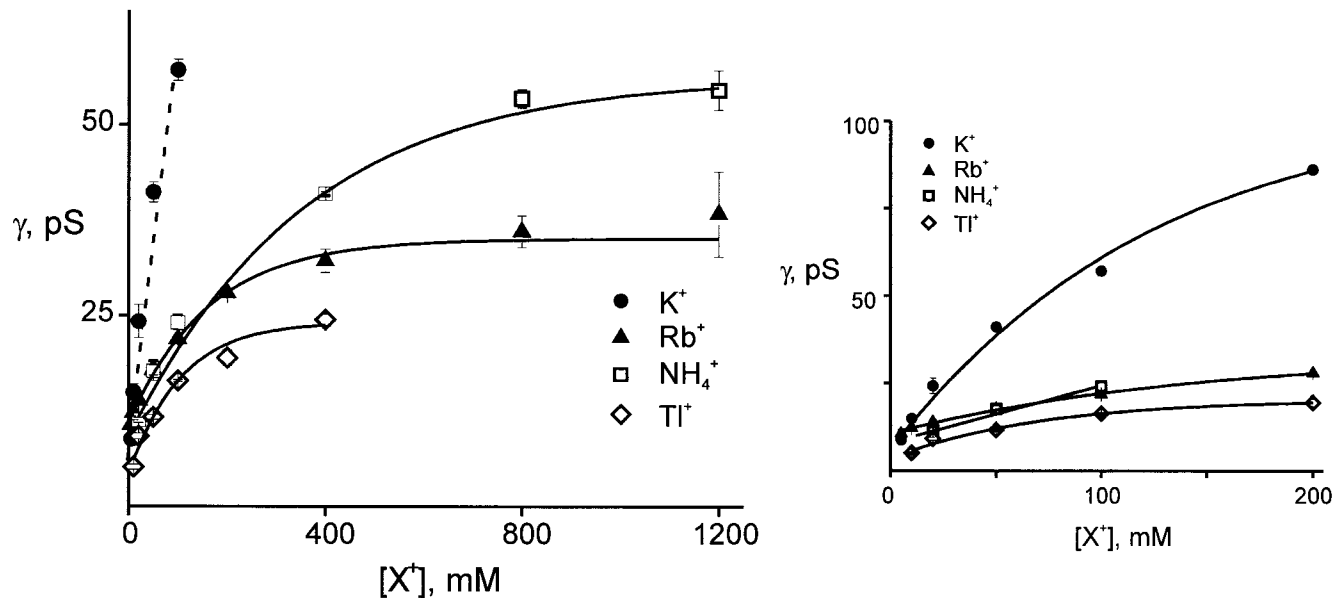 50
γ, pS
25
K⁺
Rb⁺
NH₄⁺
Tl⁺
0 400 800 1200
[X⁺], mM
100
K⁺
Rb⁺
NH₄⁺
Tl⁺
γ, pS
50
0 100 200
[X⁺], mM